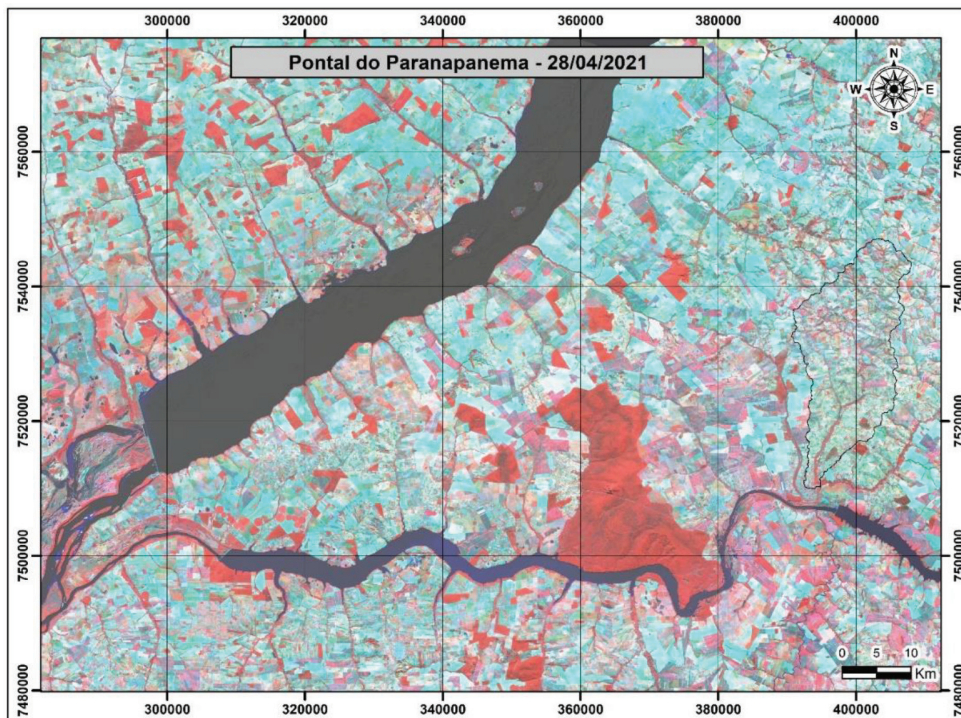 300000 320000 340000 360000 380000 400000
Pontal do Paranapanema - 28/04/2021
N
W E
S
7560000 7560000
7540000 7540000
7520000 7520000
7500000 7500000
0 5 10
Km
7480000 7480000
300000 320000 340000 360000 380000 400000